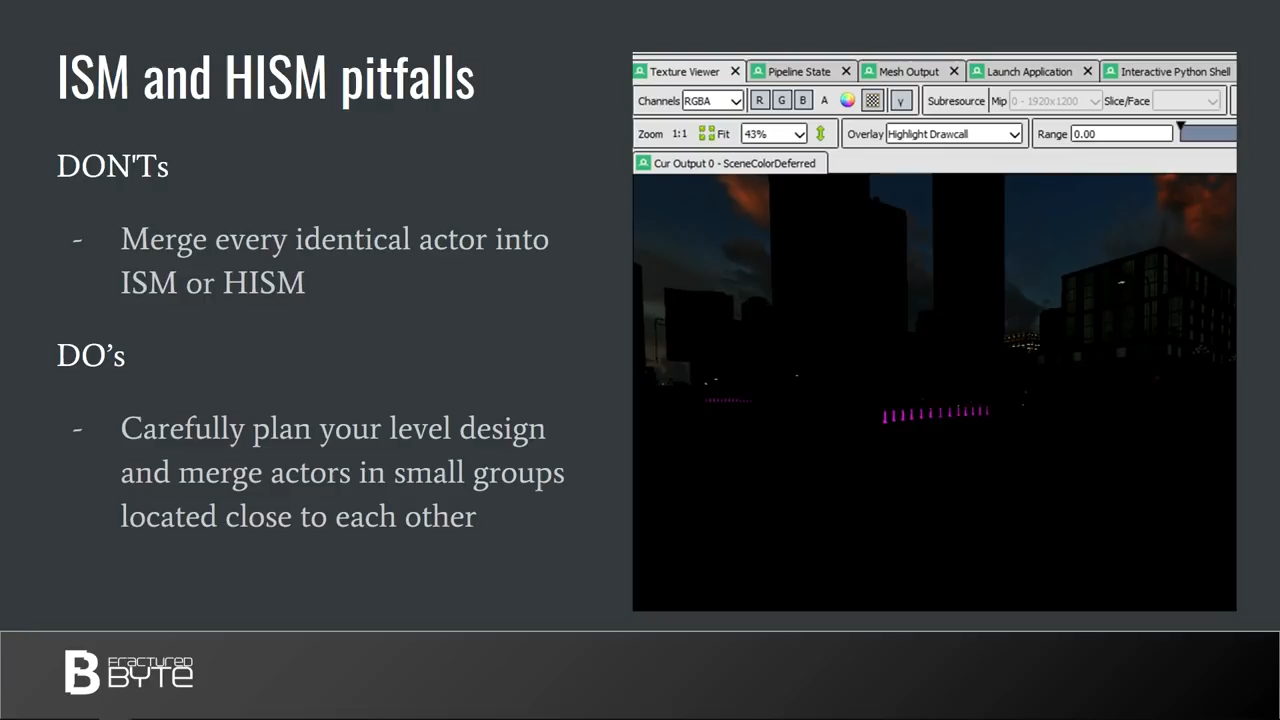 ISM and HISM pitfalls
DON'Ts
- Merge every identical actor into
ISM or HISM
DO’s
- Carefully plan your level design
and merge actors in small groups
located close to each other
Texture Viewer Pipeline State Mesh Output Launch Application Interactive Python Shell
Channels RGBA R G B A γ Subresource Mip 0 - 1920x1200 Slice/Face
Zoom 1:1 Fit 43% Overlay Highlight Drawcall Range 0.00
Cur Output 0 - SceneColorDeferred
B Fractured
BYTE